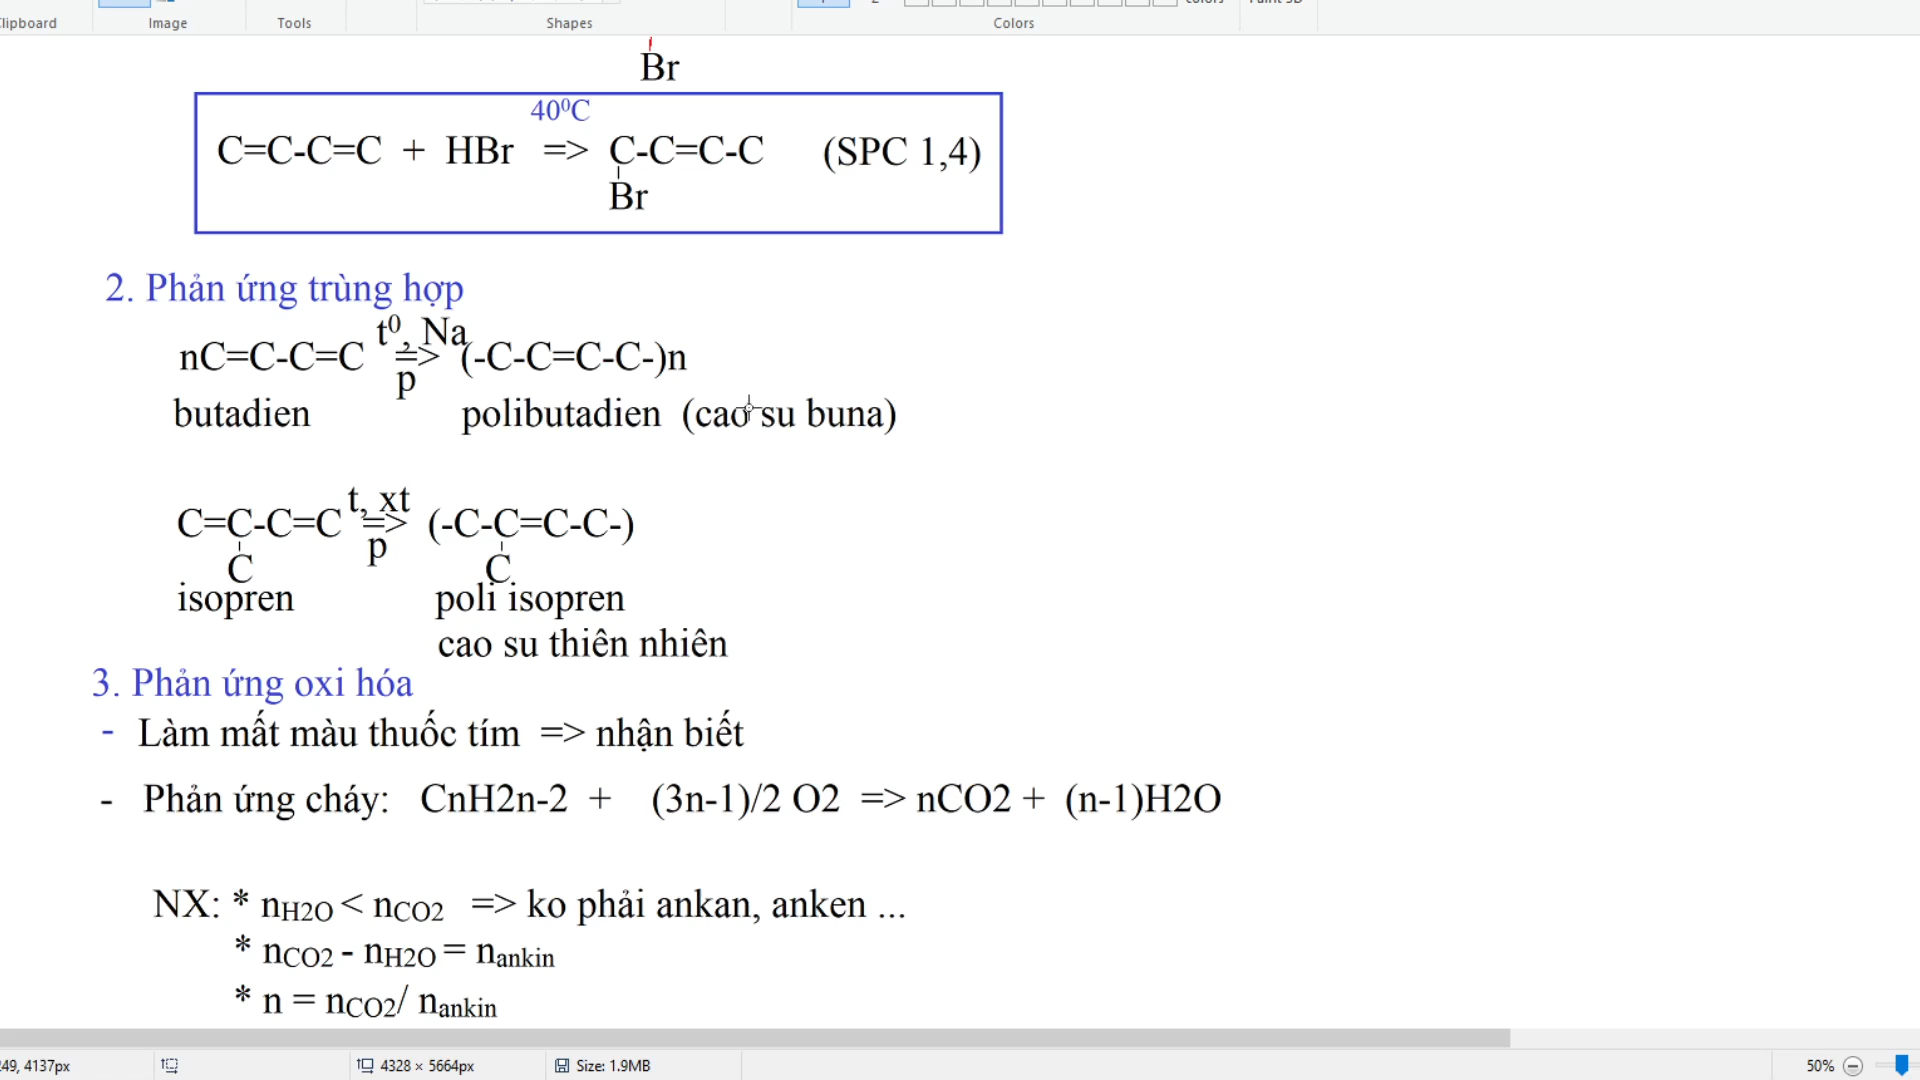 Image
Tools
Shapes
Colors
Br
40⁰C
C=C-C=C + HBr => C-C=C-C (SPC 1,4)
Br
2. Phản ứng trùng hợp
t⁰, Na
nC=C-C=C => (-C-C=C-C-)n
p
butadien polibutadien (cao su buna)
t, xt
C=C-C=C => (-C-C=C-C-)
p
C C
isopren poli isopren
cao su thiên nhiên
3. Phản ứng oxi hóa
- Làm mất màu thuốc tím => nhận biết
- Phản ứng cháy: CnH2n-2 + (3n-1)/2 O2 => nCO2 + (n-1)H2O
NX: * nH2O < nCO2 => ko phải ankan, anken ...
* nCO2 - nH2O = nankin
* n = nCO2/ nankin
49, 4137px
4328 × 5664px
Size: 1.9MB
50%